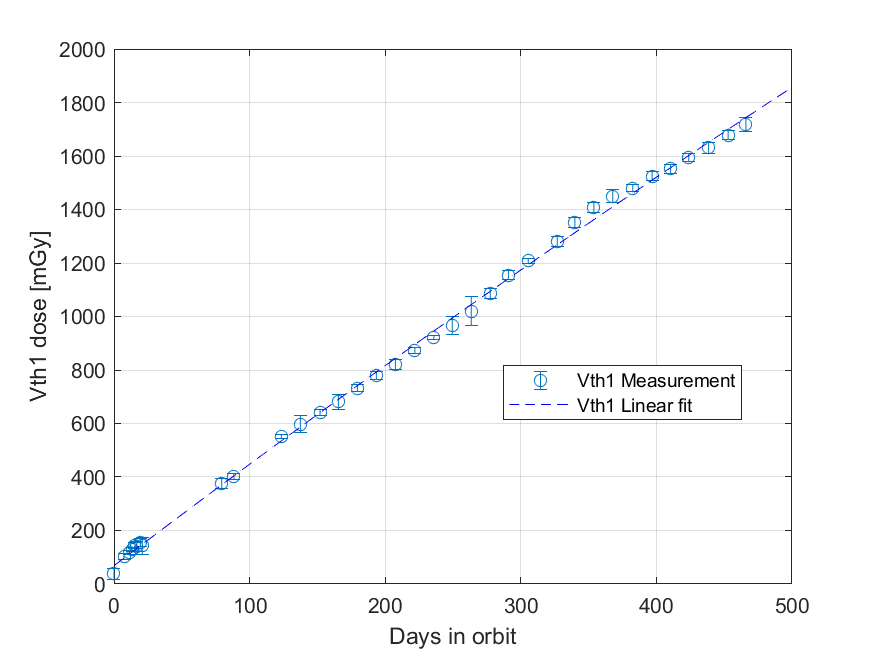 2000
1800
1600
1400
1200
1000
800
600
400
200
0
Vth1 dose [mGy]
Vth1 Measurement
Vth1 Linear fit
0 100 200 300 400 500
Days in orbit